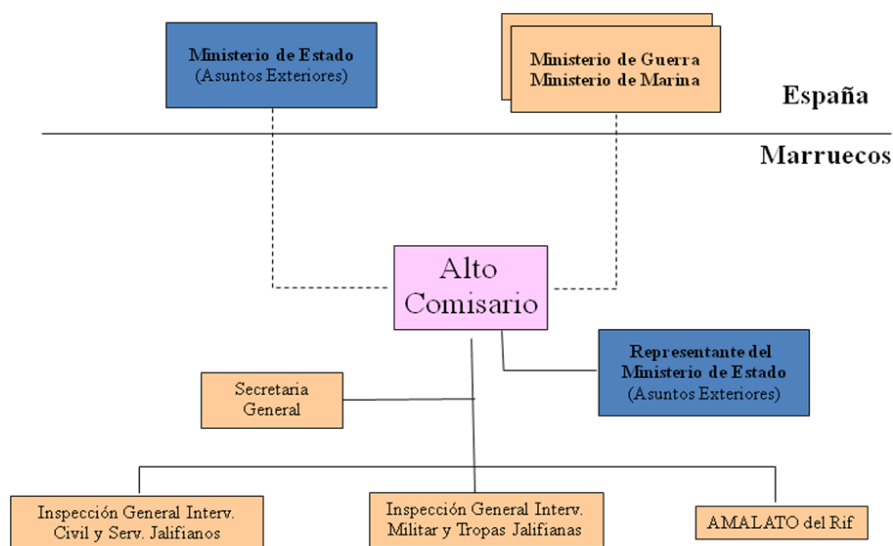 Ministerio de Estado
(Asuntos Exteriores)
Ministerio de Guerra
Ministerio de Marina
España
Marruecos
Alto
Comisario
Representante del
Ministerio de Estado
(Asuntos Exteriores)
Secretaria
General
Inspección General Interv.
Civil y Serv. Jalifianos
Inspección General Interv.
Militar y Tropas Jalifianas
AMALATO del Rif